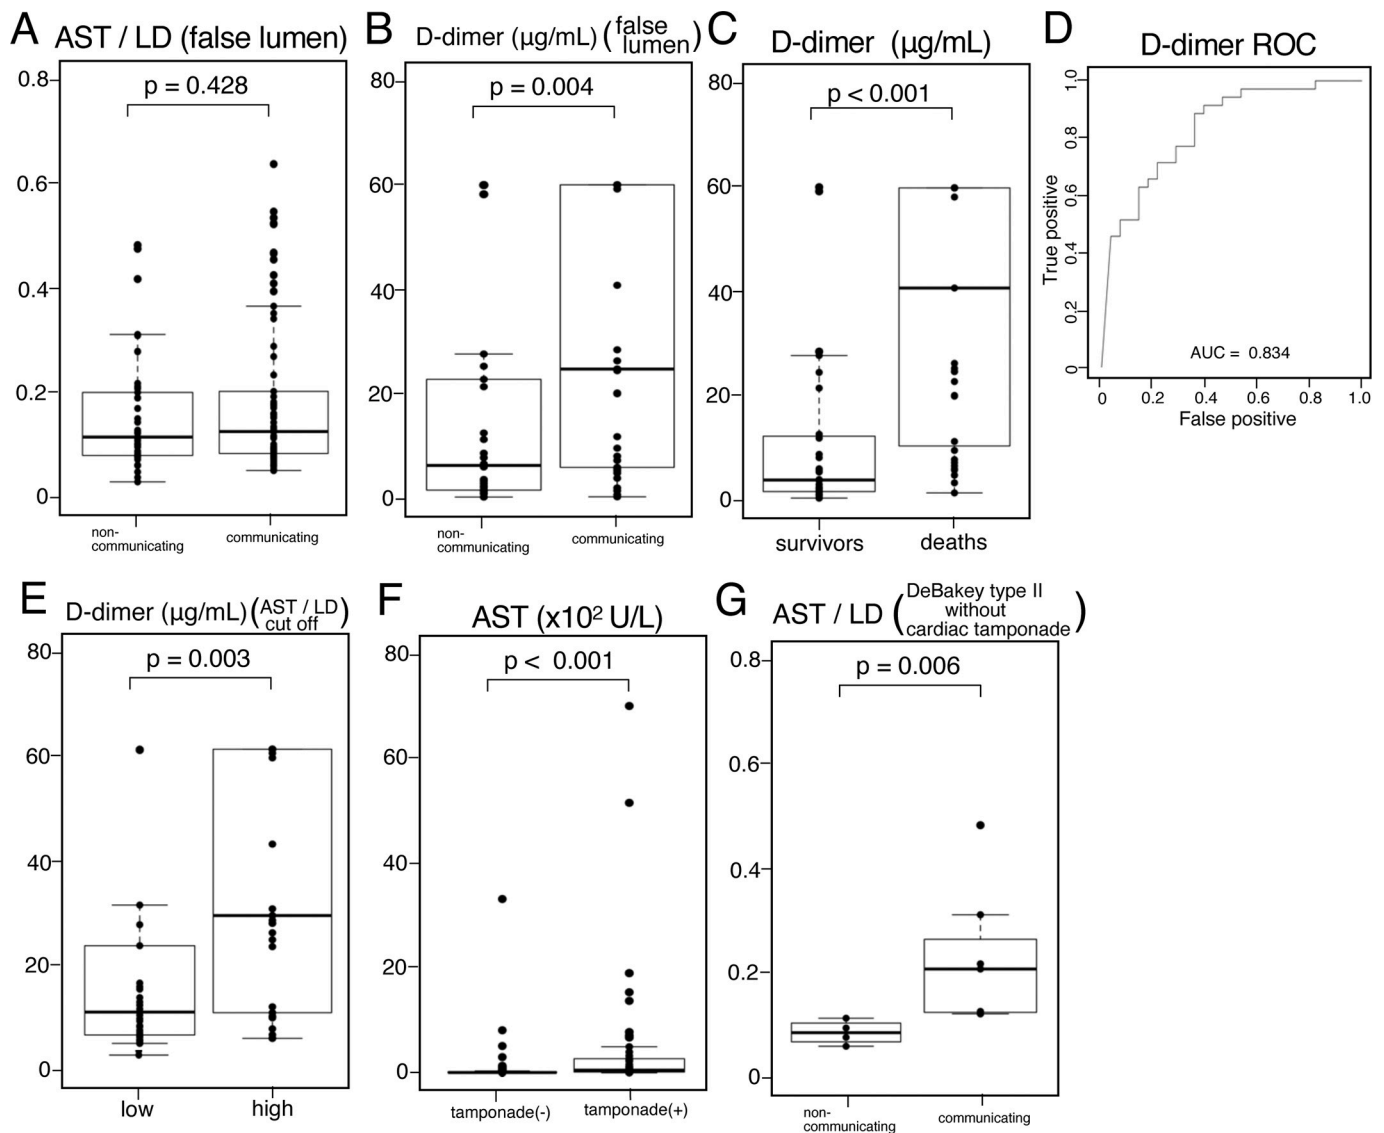 A AST / LD (false lumen)
p = 0.428
0.8
0.6
0.4
0.2
0
non-
communicating
communicating
B D-dimer (µg/mL) (false
lumen)
p = 0.004
80
60
40
20
0
non-
communicating
communicating
C D-dimer (µg/mL)
p < 0.001
80
60
40
20
0
survivors deaths
D D-dimer ROC
True positive
1.0
0.8
0.6
0.4
0.2
0
AUC = 0.834
0 0.2 0.4 0.6 0.8 1.0
False positive
E D-dimer (µg/mL) (AST / LD
cut off)
p = 0.003
80
60
40
20
0
low high
F AST (x10² U/L)
p < 0.001
80
60
40
20
0
tamponade(-) tamponade(+)
G AST / LD (DeBakey type II
without
cardiac tamponade)
p = 0.006
0.8
0.6
0.4
0.2
0
non-
communicating
communicating